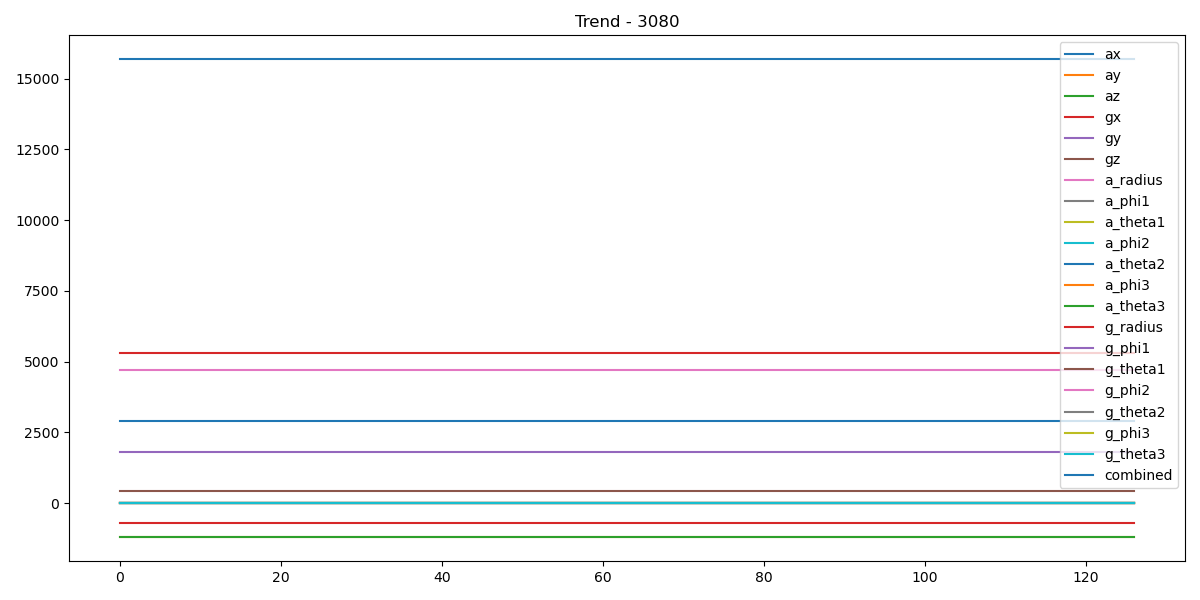 Trend - 3080
15000
12500
10000
7500
5000
2500
0
0
20
40
60
80
100
120
ax
ay
az
gx
gy
gz
a_radius
a_phi1
a_theta1
a_phi2
a_theta2
a_phi3
a_theta3
g_radius
g_phi1
g_theta1
g_phi2
g_theta2
g_phi3
g_theta3
combined